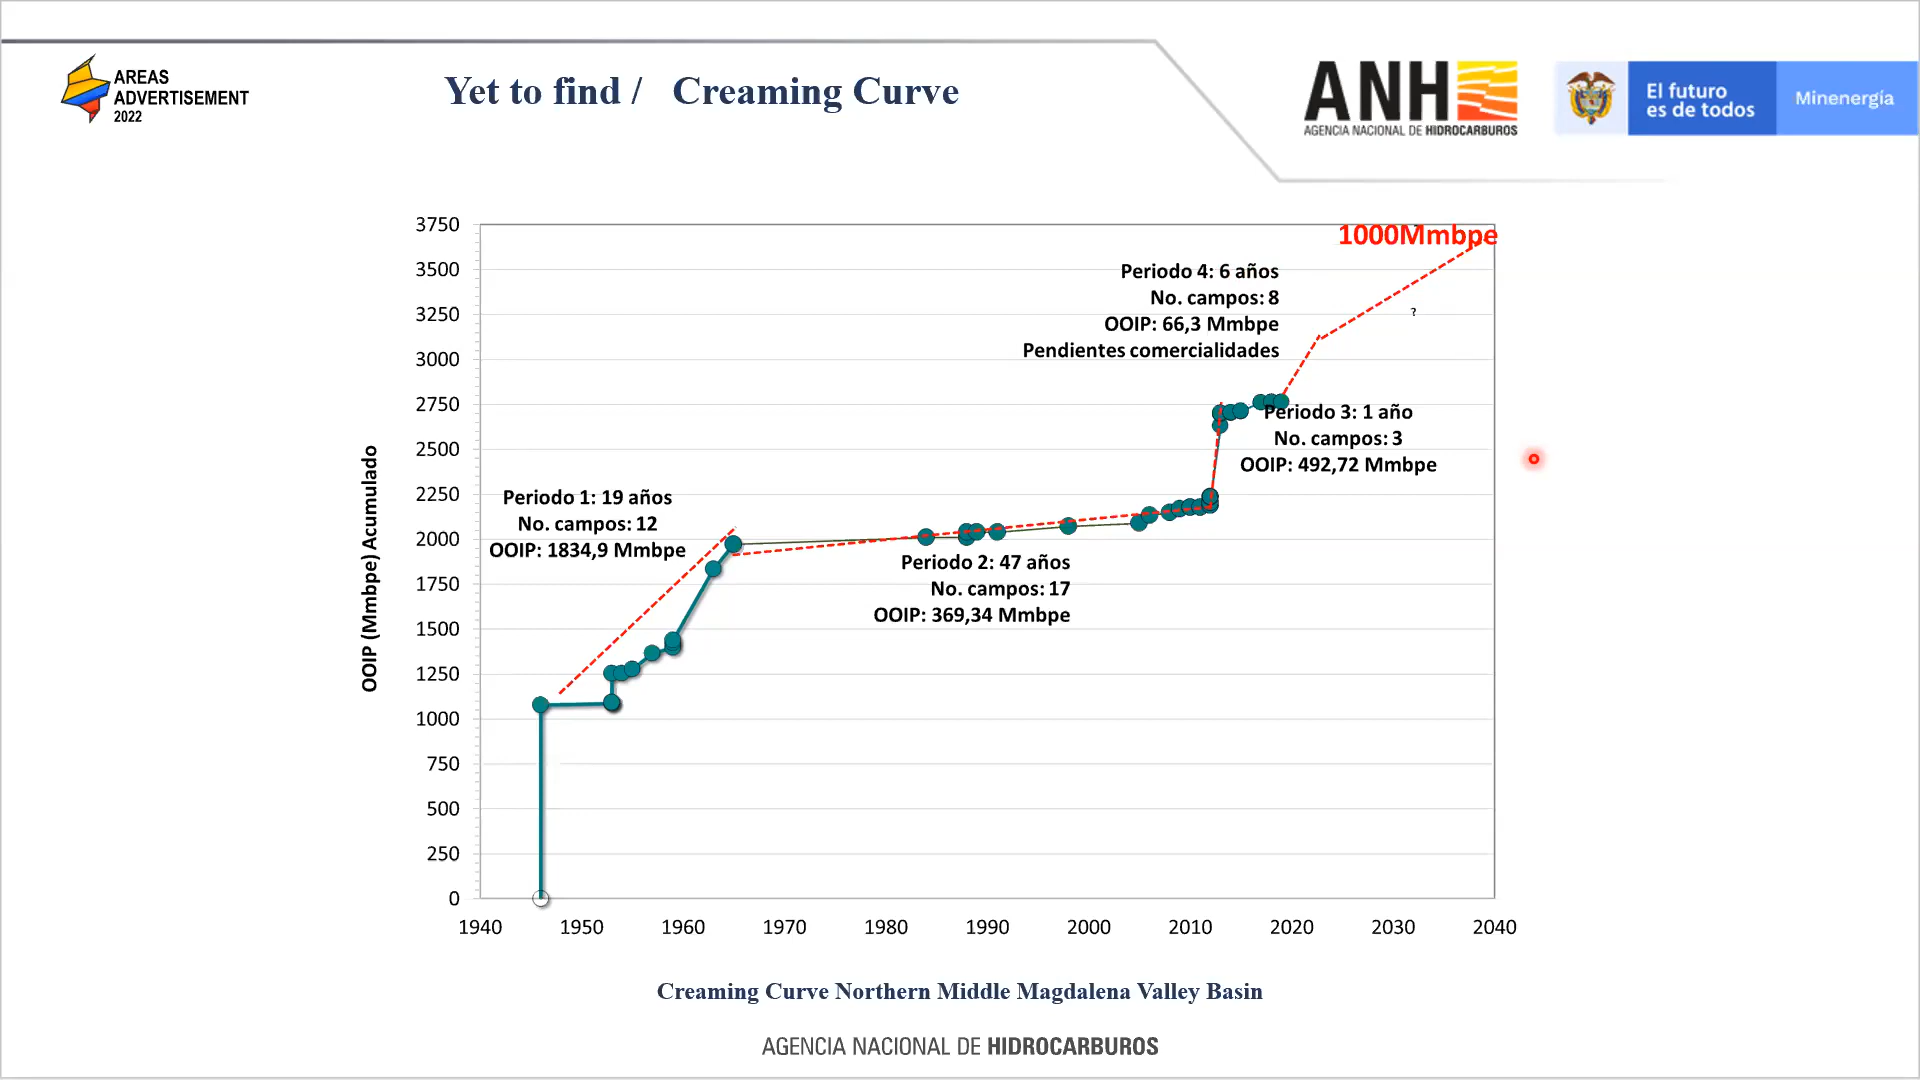 AREAS
ADVERTISEMENT
2022
Yet to find / Creaming Curve
ANH
AGENCIA NACIONAL DE HIDROCARBUROS
El futuro
es de todos
Minenergía
1000Mmbpe
Periodo 4: 6 años
No. campos: 8
OOIP: 66,3 Mmbpe
Pendientes comercialidades
?
Periodo 3: 1 año
No. campos: 3
OOIP: 492,72 Mmbpe
Periodo 1: 19 años
No. campos: 12
OOIP: 1834,9 Mmbpe
Periodo 2: 47 años
No. campos: 17
OOIP: 369,34 Mmbpe
OOIP (Mmbpe) Acumulado
3750
3500
3250
3000
2750
2500
2250
2000
1750
1500
1250
1000
750
500
250
0
1940 1950 1960 1970 1980 1990 2000 2010 2020 2030 2040
Creaming Curve Northern Middle Magdalena Valley Basin
AGENCIA NACIONAL DE HIDROCARBUROS